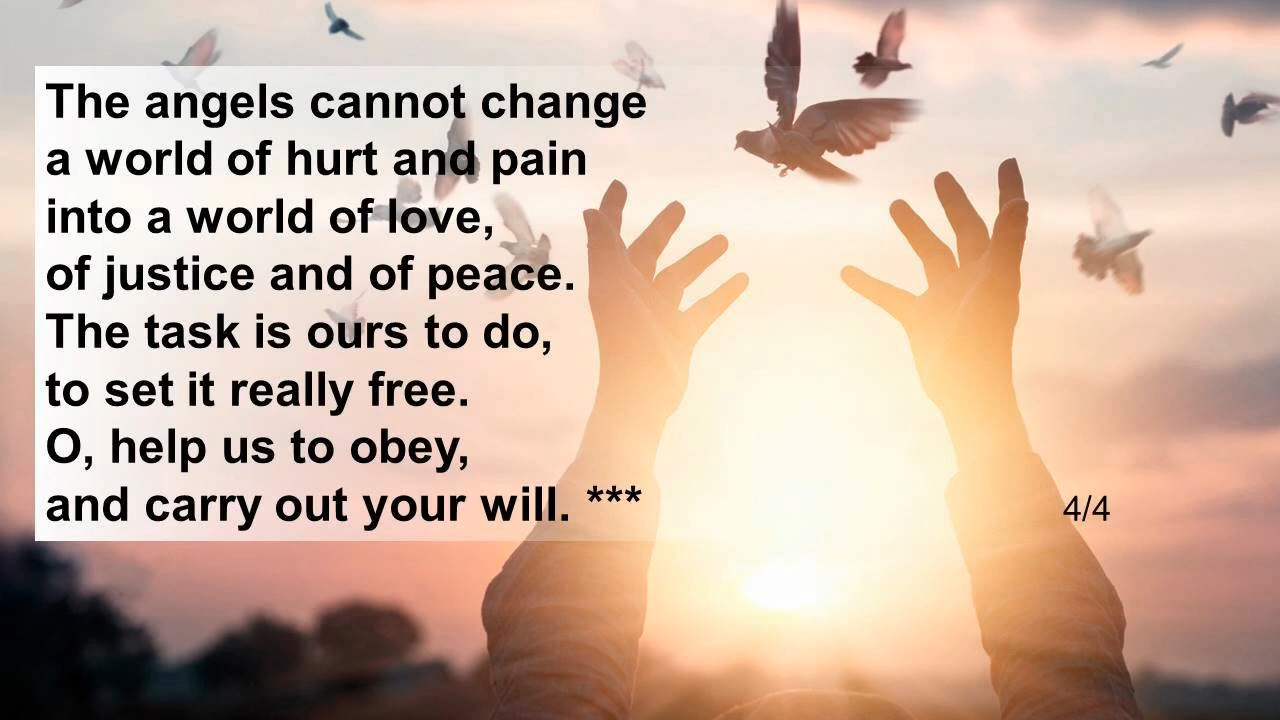 The angels cannot change
a world of hurt and pain
into a world of love,
of justice and of peace.
The task is ours to do,
to set it really free.
O, help us to obey,
and carry out your will. ***
4/4